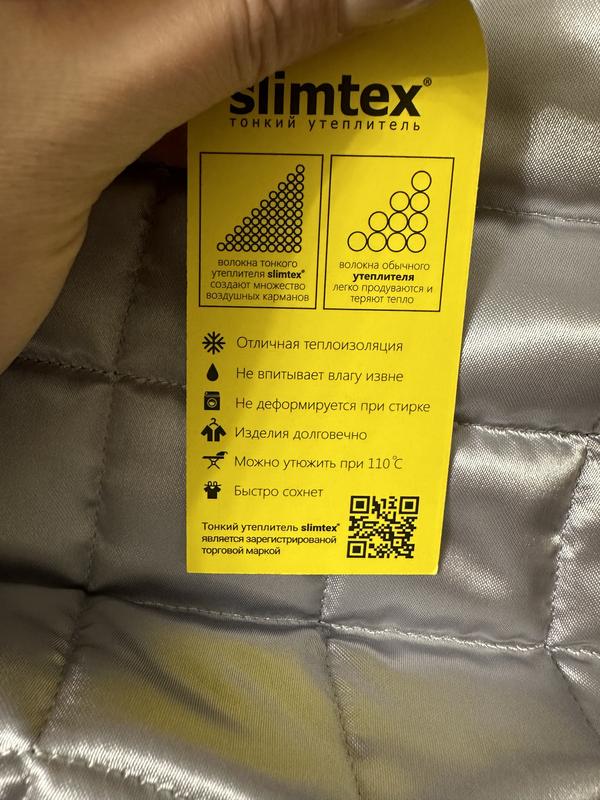 slimtex®
тонкий утеплитель
волокна тонкого
утеплителя slimtex®
создают множество
воздушных карманов
волокна обычного
утеплителя
легко продуваются и
теряют тепло
Отличная теплоизоляция
Не впитывает влагу извне
Не деформируется при стирке
Изделия долговечно
Можно утюжить при 110°C
Быстро сохнет
Тонкий утеплитель slimtex®
является зарегистрированой
торговой маркой